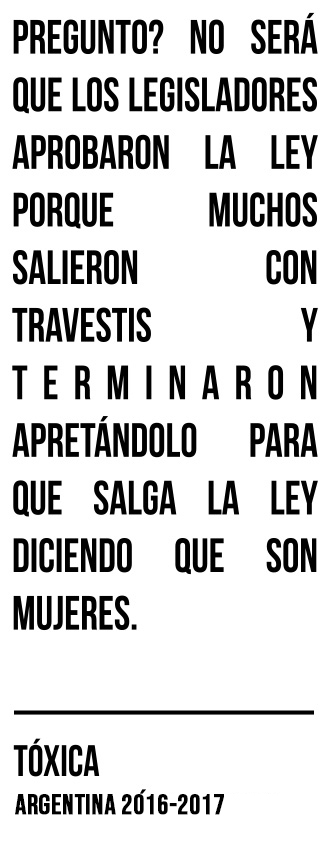 PREGUNTO? NO SERÁ
QUE LOS LEGISLADORES
APROBARON LA LEY
PORQUE MUCHOS
SALIERON CON
TRAVESTIS Y
TERMINARON
APRETÁNDOLO PARA
QUE SALGA LA LEY
DICIENDO QUE SON
MUJERES.
TÓXICA
ARGENTINA 2016-2017